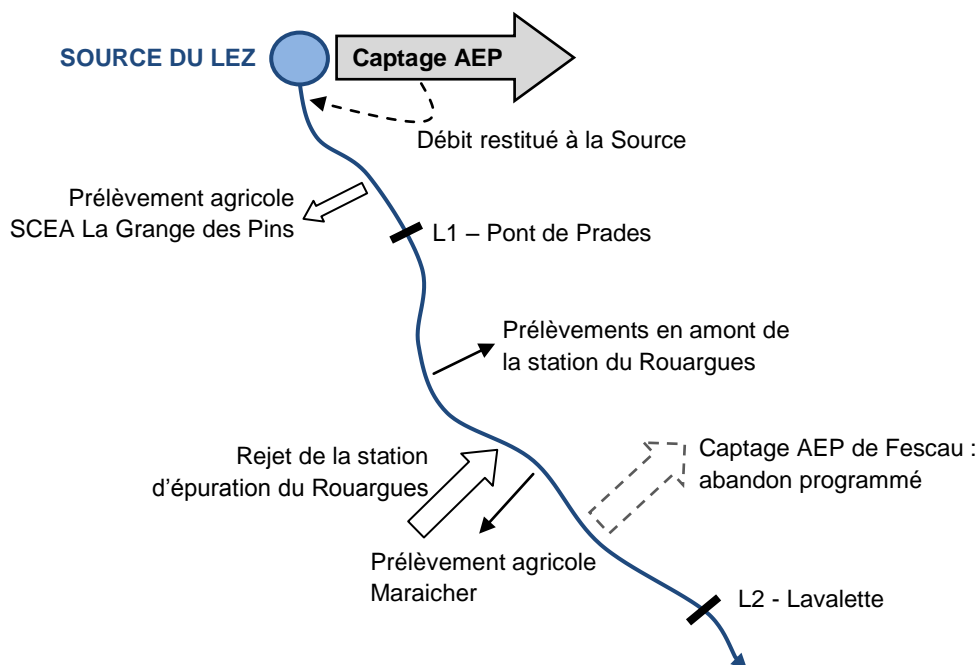 SOURCE DU LEZ
Captage AEP
Débit restitué à la Source
Prélèvement agricole
SCEA La Grange des Pins
L1 – Pont de Prades
Prélèvements en amont de
la station du Rouargues
Rejet de la station
d'épuration du Rouargues
Captage AEP de Fescau :
abandon programmé
Prélèvement agricole
Maraicher
L2 - Lavalette